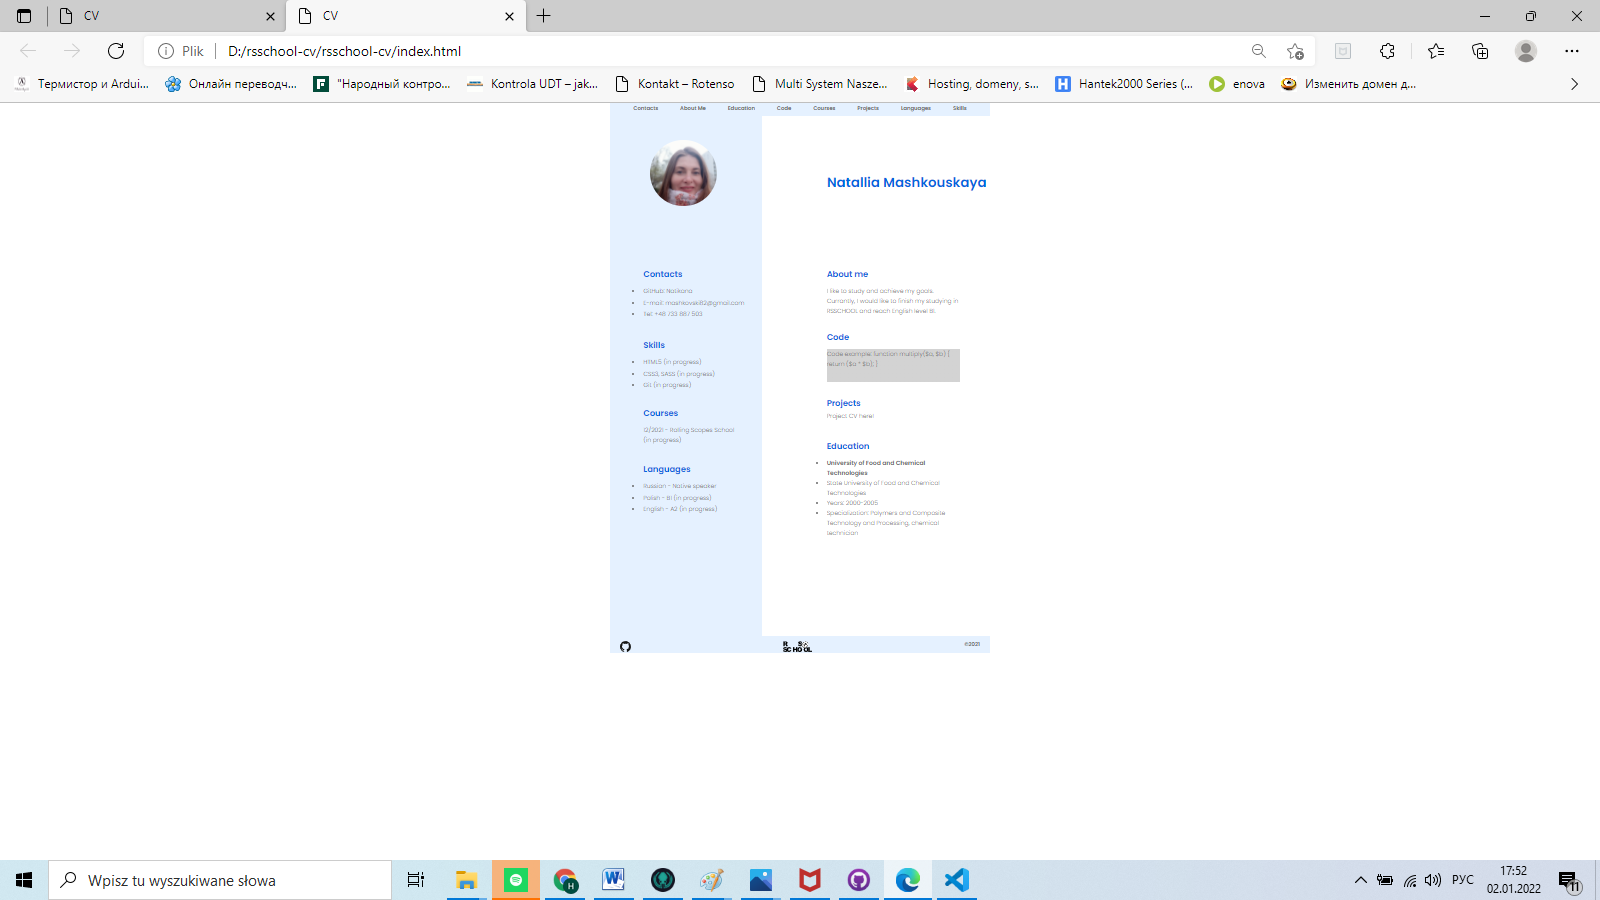 CV
CV
Plik
D:/rsschool-cv/rsschool-cv/index.html
Термистор и Ardui...
Онлайн переводч...
"Народный контро...
Kontrola UDT – jak...
Kontakt – Rotenso
Multi System Nasze...
Hosting, domeny, s...
Hantek2000 Series (...
enova
Изменить домен д...
Contacts About Me Education Code Courses Projects Languages Skills
Natallia Mashkouskaya
Contacts
GitHub: Natikana
E-mail: mashkovski112@gmail.com
Tel: +48 733 887 503
Skills
HTML5 (in progress)
CSS3, SASS (in progress)
Git (in progress)
Courses
12/2021 - Rolling Scopes School
(in progress)
Languages
Russian - Native speaker
Polish - B1 (in progress)
English - A2 (in progress)
About me
I like to study and achieve my goals.
Currently, I would like to finish my studying in
RSSCHOOL and reach English level B1.
Code
Code example: function multiply($a, $b) {
return ($a * $b); }
Projects
Project: CV here!
Education
University of Food and Chemical
Technologies
State University of Food and Chemical
Technologies
Years: 2000-2005
Specialization: Polymers and Composite
Technology and Processing, chemical
technician
RS
SCHOOL
©2021
Wpisz tu wyszukiwane słowa
РУС
17:52
02.01.2022
11